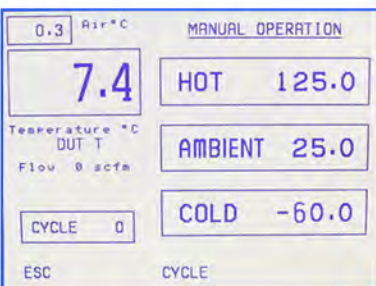 0.3 Air°C
7.4
Temperature °C
DUT T
Flow 0 scfm
CYCLE 0
ESC
MANUAL OPERATION
HOT 125.0
AMBIENT 25.0
COLD -60.0
CYCLE